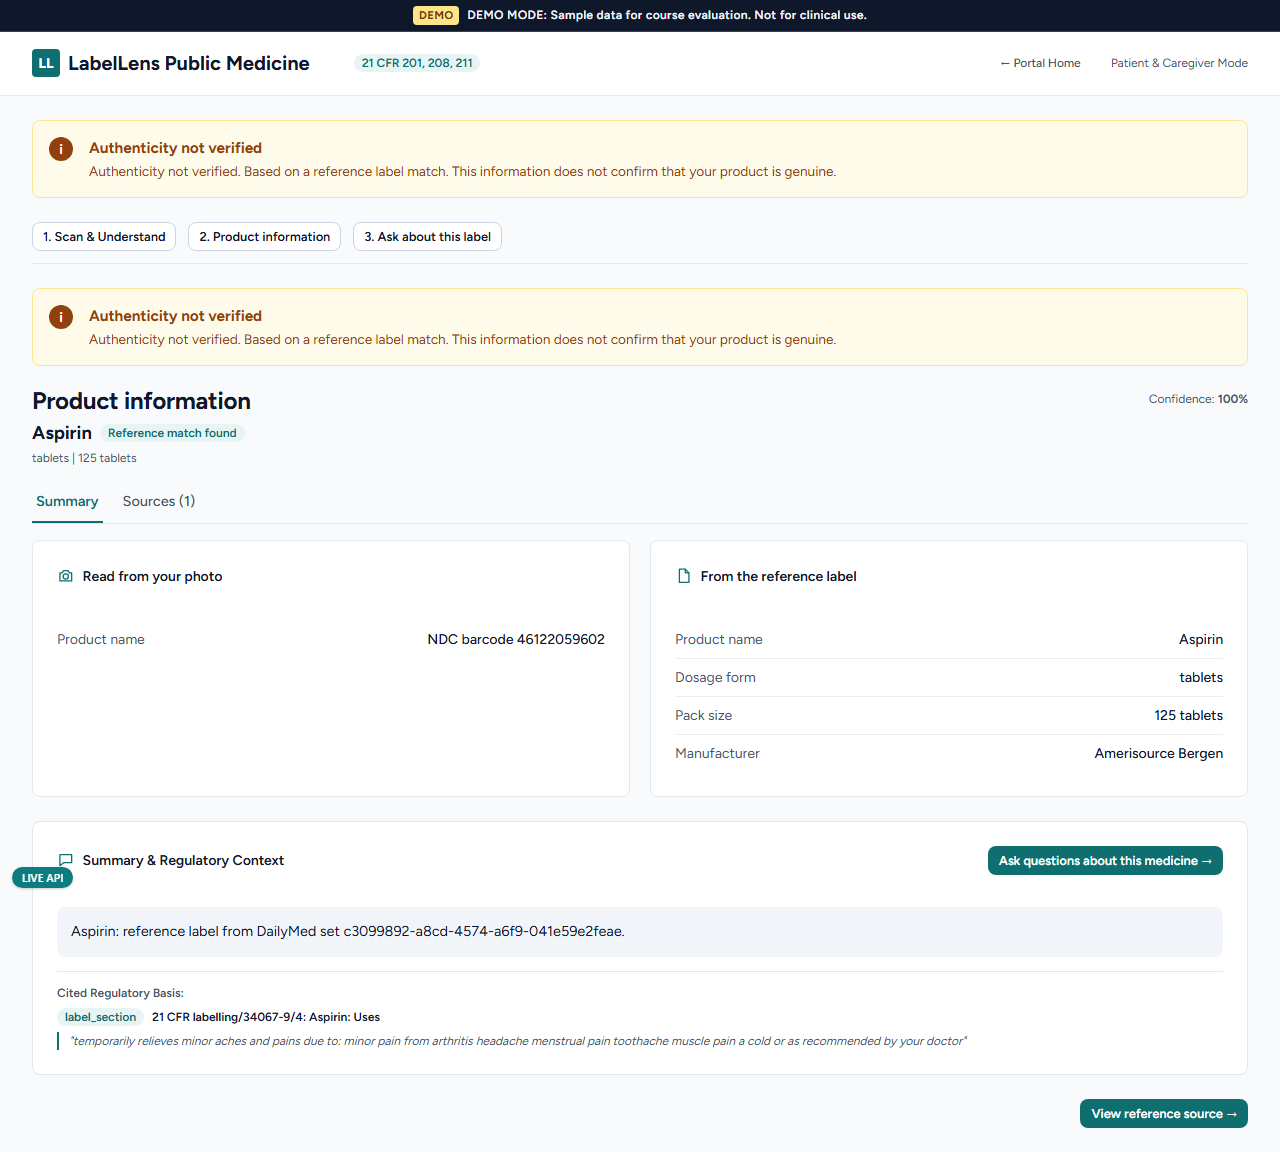 DEMO DEMO MODE: Sample data for course evaluation. Not for clinical use.
LL LabelLens Public Medicine 21 CFR 201, 208, 211 ← Portal Home Patient & Caregiver Mode
i Authenticity not verified
Authenticity not verified. Based on a reference label match. This information does not confirm that your product is genuine.
1. Scan & Understand 2. Product information 3. Ask about this label
i Authenticity not verified
Authenticity not verified. Based on a reference label match. This information does not confirm that your product is genuine.
Product information Confidence: 100%
Aspirin Reference match found
tablets | 125 tablets
Summary Sources (1)
Read from your photo
Product name NDC barcode 46122059602
From the reference label
Product name Aspirin
Dosage form tablets
Pack size 125 tablets
Manufacturer Amerisource Bergen
Summary & Regulatory Context Ask questions about this medicine →
LIVE API
Aspirin: reference label from DailyMed set c3099892-a8cd-4574-a6f9-041e59e2feae.
Cited Regulatory Basis:
label_section 21 CFR labelling/34067-9/4: Aspirin: Uses
"temporarily relieves minor aches and pains due to: minor pain from arthritis headache menstrual pain toothache muscle pain a cold or as recommended by your doctor"
View reference source →